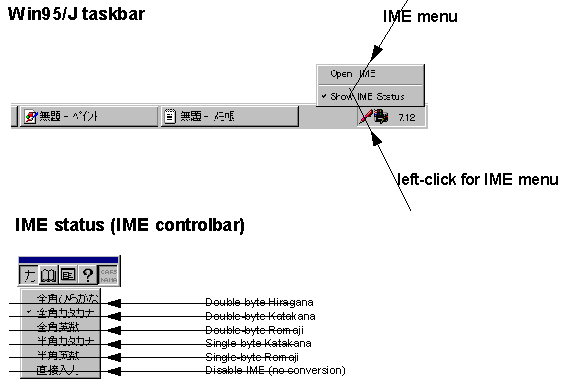 Win95/J taskbar
IME menu
Open IME
Show IME Status
無題 - ペイント
無題 - メモ帳
7:12
left-click for IME menu
IME status (IME controlbar)
カ
?
CAPS
KANA
全角ひらがな
全角カタカナ
全角英数
半角カタカナ
半角英数
直接入力
Double byte Hiragana
Double-byte Katakana
Double-byte Romaji
Single byte Katakana
Single-byte Romaji
Disable IME (no conversion)